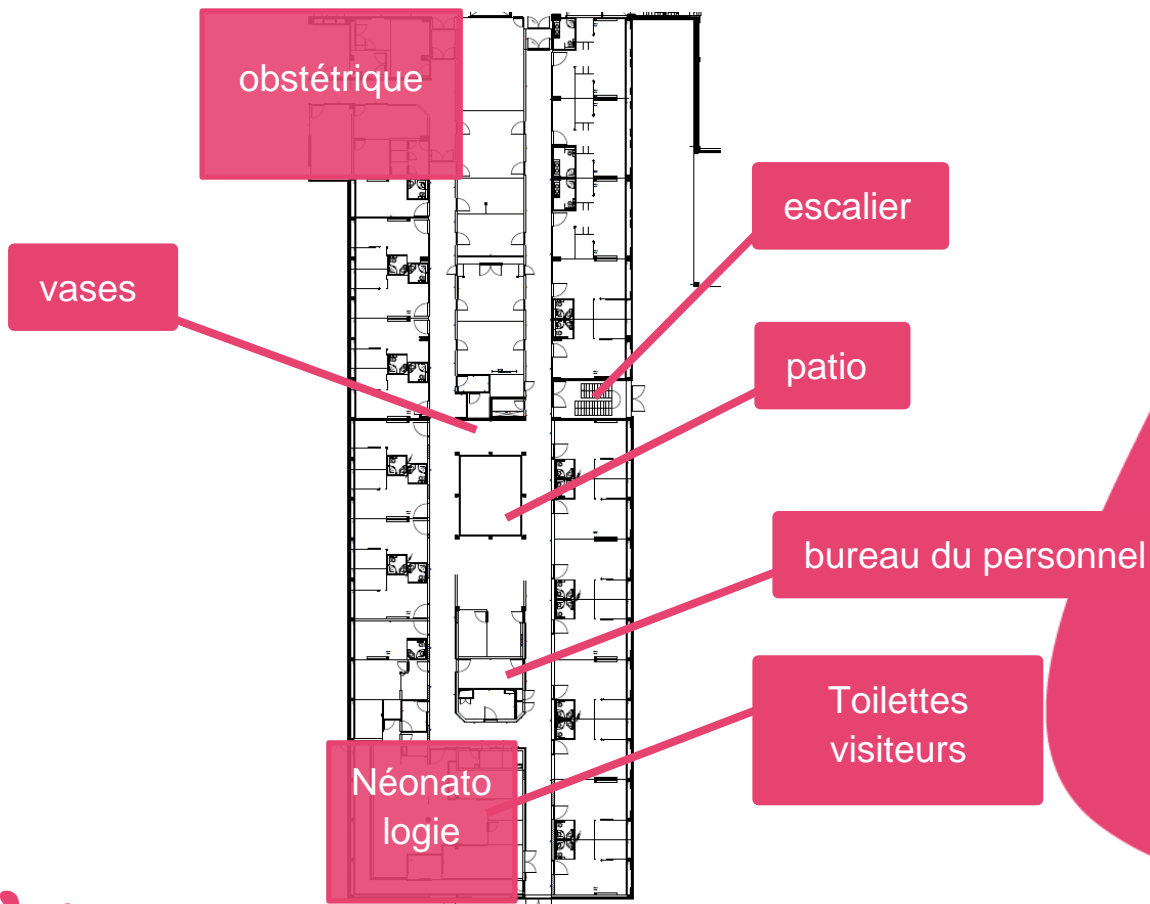 obstétrique
escalier
vases
patio
bureau du personnel
Toilettes
visiteurs
Néonato
logie